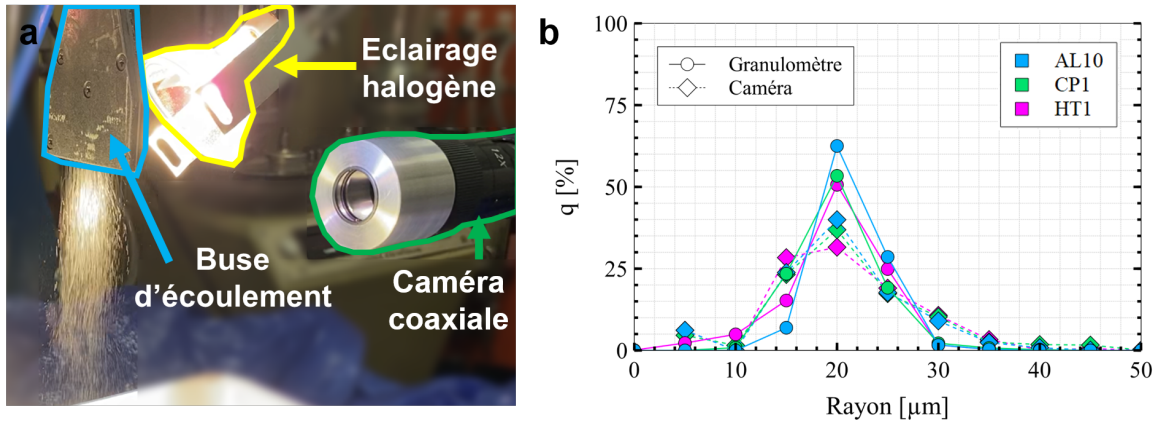 a
Eclairage
halogène
Buse
d’écoulement
Caméra
coaxiale
12X
b
100
75
50
25
0
q [%]
Granulomètre
Caméra
AL10
CP1
HT1
0
10
20
30
40
50
Rayon [µm]